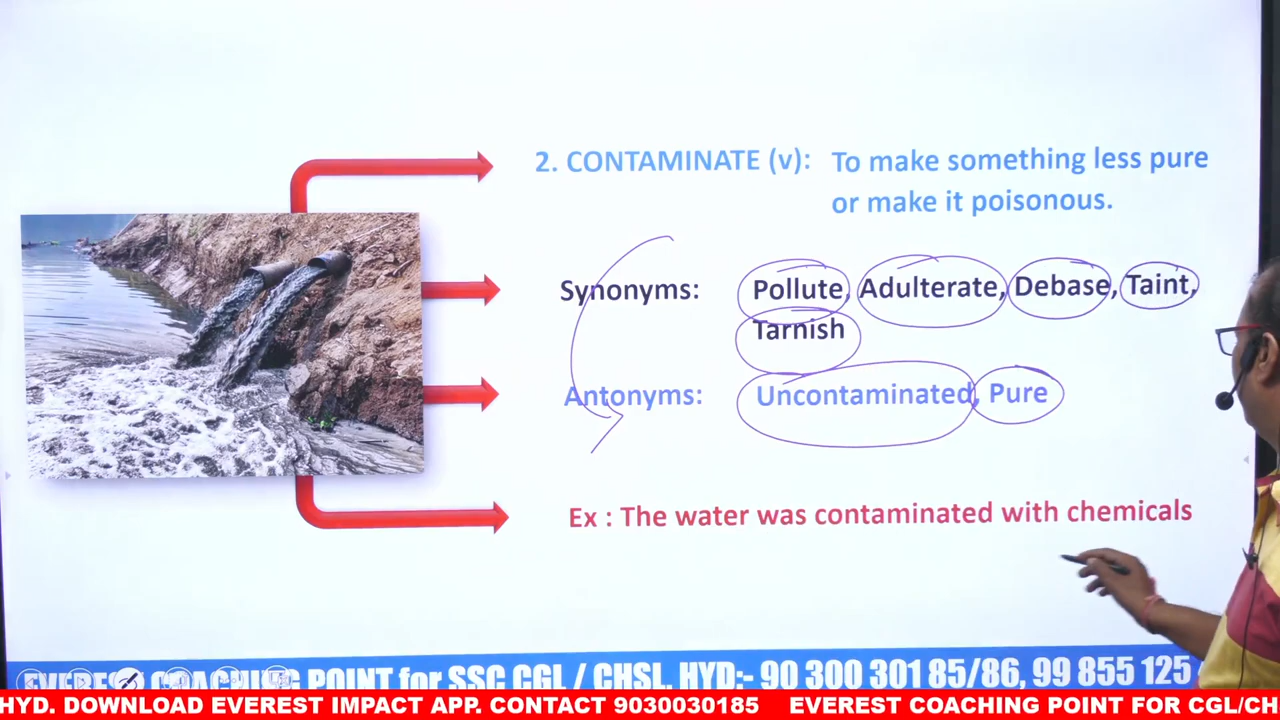 2. CONTAMINATE (v): To make something less pure
or make it poisonous.
Synonyms: Pollute, Adulterate, Debase, Taint,
Tarnish
Antonyms: Uncontaminated, Pure
Ex : The water was contaminated with chemicals
EVEREST COACHING POINT for SSC CGL / CHSL. HYD:- 90 300 301 85/86, 99 855 125
HYD. DOWNLOAD EVEREST IMPACT APP. CONTACT 9030030185 EVEREST COACHING POINT FOR CGL/CH